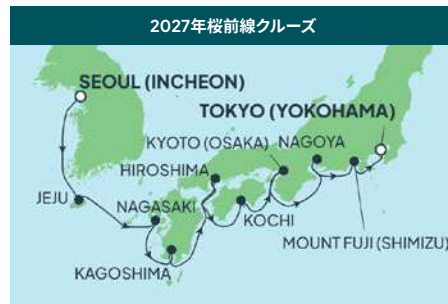 2027年桜前線クルーズ
SEOUL (INCHEON)
TOKYO (YOKOHAMA)
KYOTO (OSAKA)
NAGOYA
HIROSHIMA
JEJU
NAGASAKI
KOCHI
MOUNT FUJI (SHIMIZU)
KAGOSHIMA